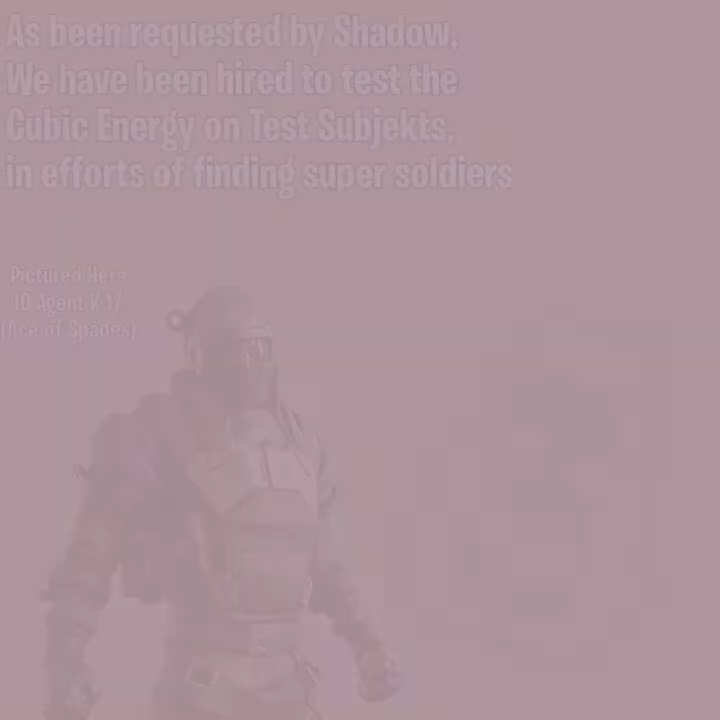 As been requested by Shadow,
We have been hired to test the
Cubic Energy on Test Subjekts,
in efforts of finding super soldiers
Pictured Here
ID Agent K-17
(Ace of Spades)